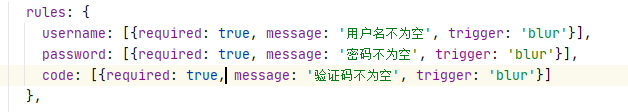 rules: {
username: [{required: true, message: '用户名不为空', trigger: 'blur'}],
password: [{required: true, message: '密码不为空', trigger: 'blur'}],
code: [{required: true, message: '验证码不为空', trigger: 'blur'}]
},